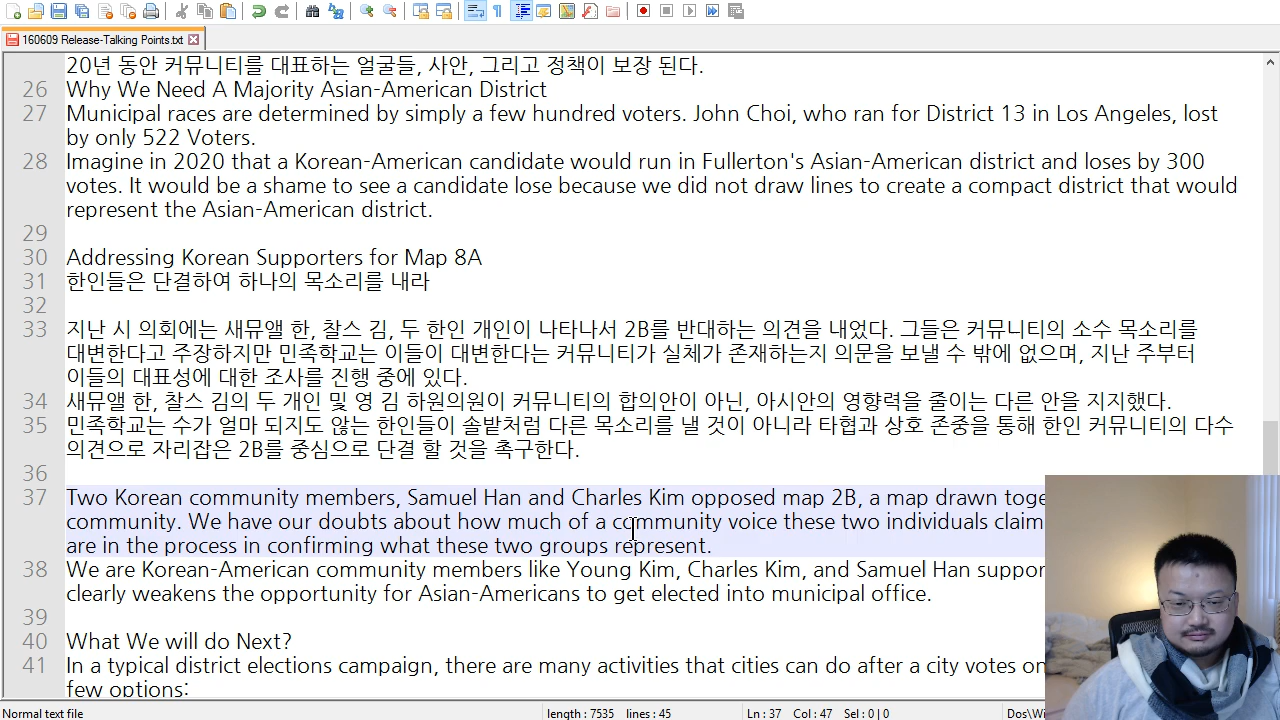 160609 Release-Talking Points.txt
20년 동안 커뮤니티를 대표하는 얼굴들, 사안, 그리고 정책이 보장 된다.
26 Why We Need A Majority Asian-American District
27 Municipal races are determined by simply a few hundred voters. John Choi, who ran for District 13 in Los Angeles, lost
by only 522 Voters.
28 Imagine in 2020 that a Korean-American candidate would run in Fullerton's Asian-American district and loses by 300
votes. It would be a shame to see a candidate lose because we did not draw lines to create a compact district that would
represent the Asian-American district.
29
30 Addressing Korean Supporters for Map 8A
31 한인들은 단결하여 하나의 목소리를 내라
32
33 지난 시 의회에는 새뮤앨 한, 찰스 김, 두 한인 개인이 나타나서 2B를 반대하는 의견을 내었다. 그들은 커뮤니티의 소수 목소리를
대변한다고 주장하지만 민족학교는 이들이 대변한다는 커뮤니티가 실체가 존재하는지 의문을 보낼 수 밖에 없으며, 지난 주부터
이들의 대표성에 대한 조사를 진행 중에 있다.
34 새뮤앨 한, 찰스 김의 두 개인 및 영 김 하원의원이 커뮤니티의 합의안이 아닌, 아시안의 영향력을 줄이는 다른 안을 지지했다.
35 민족학교는 수가 얼마 되지도 않는 한인들이 솔밭처럼 다른 목소리를 낼 것이 아니라 타협과 상호 존중을 통해 한인 커뮤니티의 다수
의견으로 자리잡은 2B를 중심으로 단결 할 것을 촉구한다.
36
37 Two Korean community members, Samuel Han and Charles Kim opposed map 2B, a map drawn toge
community. We have our doubts about how much of a community voice these two individuals claim
are in the process in confirming what these two groups represent.
38 We are Korean-American community members like Young Kim, Charles Kim, and Samuel Han suppor
clearly weakens the opportunity for Asian-Americans to get elected into municipal office.
39
40 What We will do Next?
41 In a typical district elections campaign, there are many activities that cities can do after a city votes on
few options:
Normal text file length : 7535 lines : 45 Ln : 37 Col : 47 Sel : 0 | 0 Dos\Wi